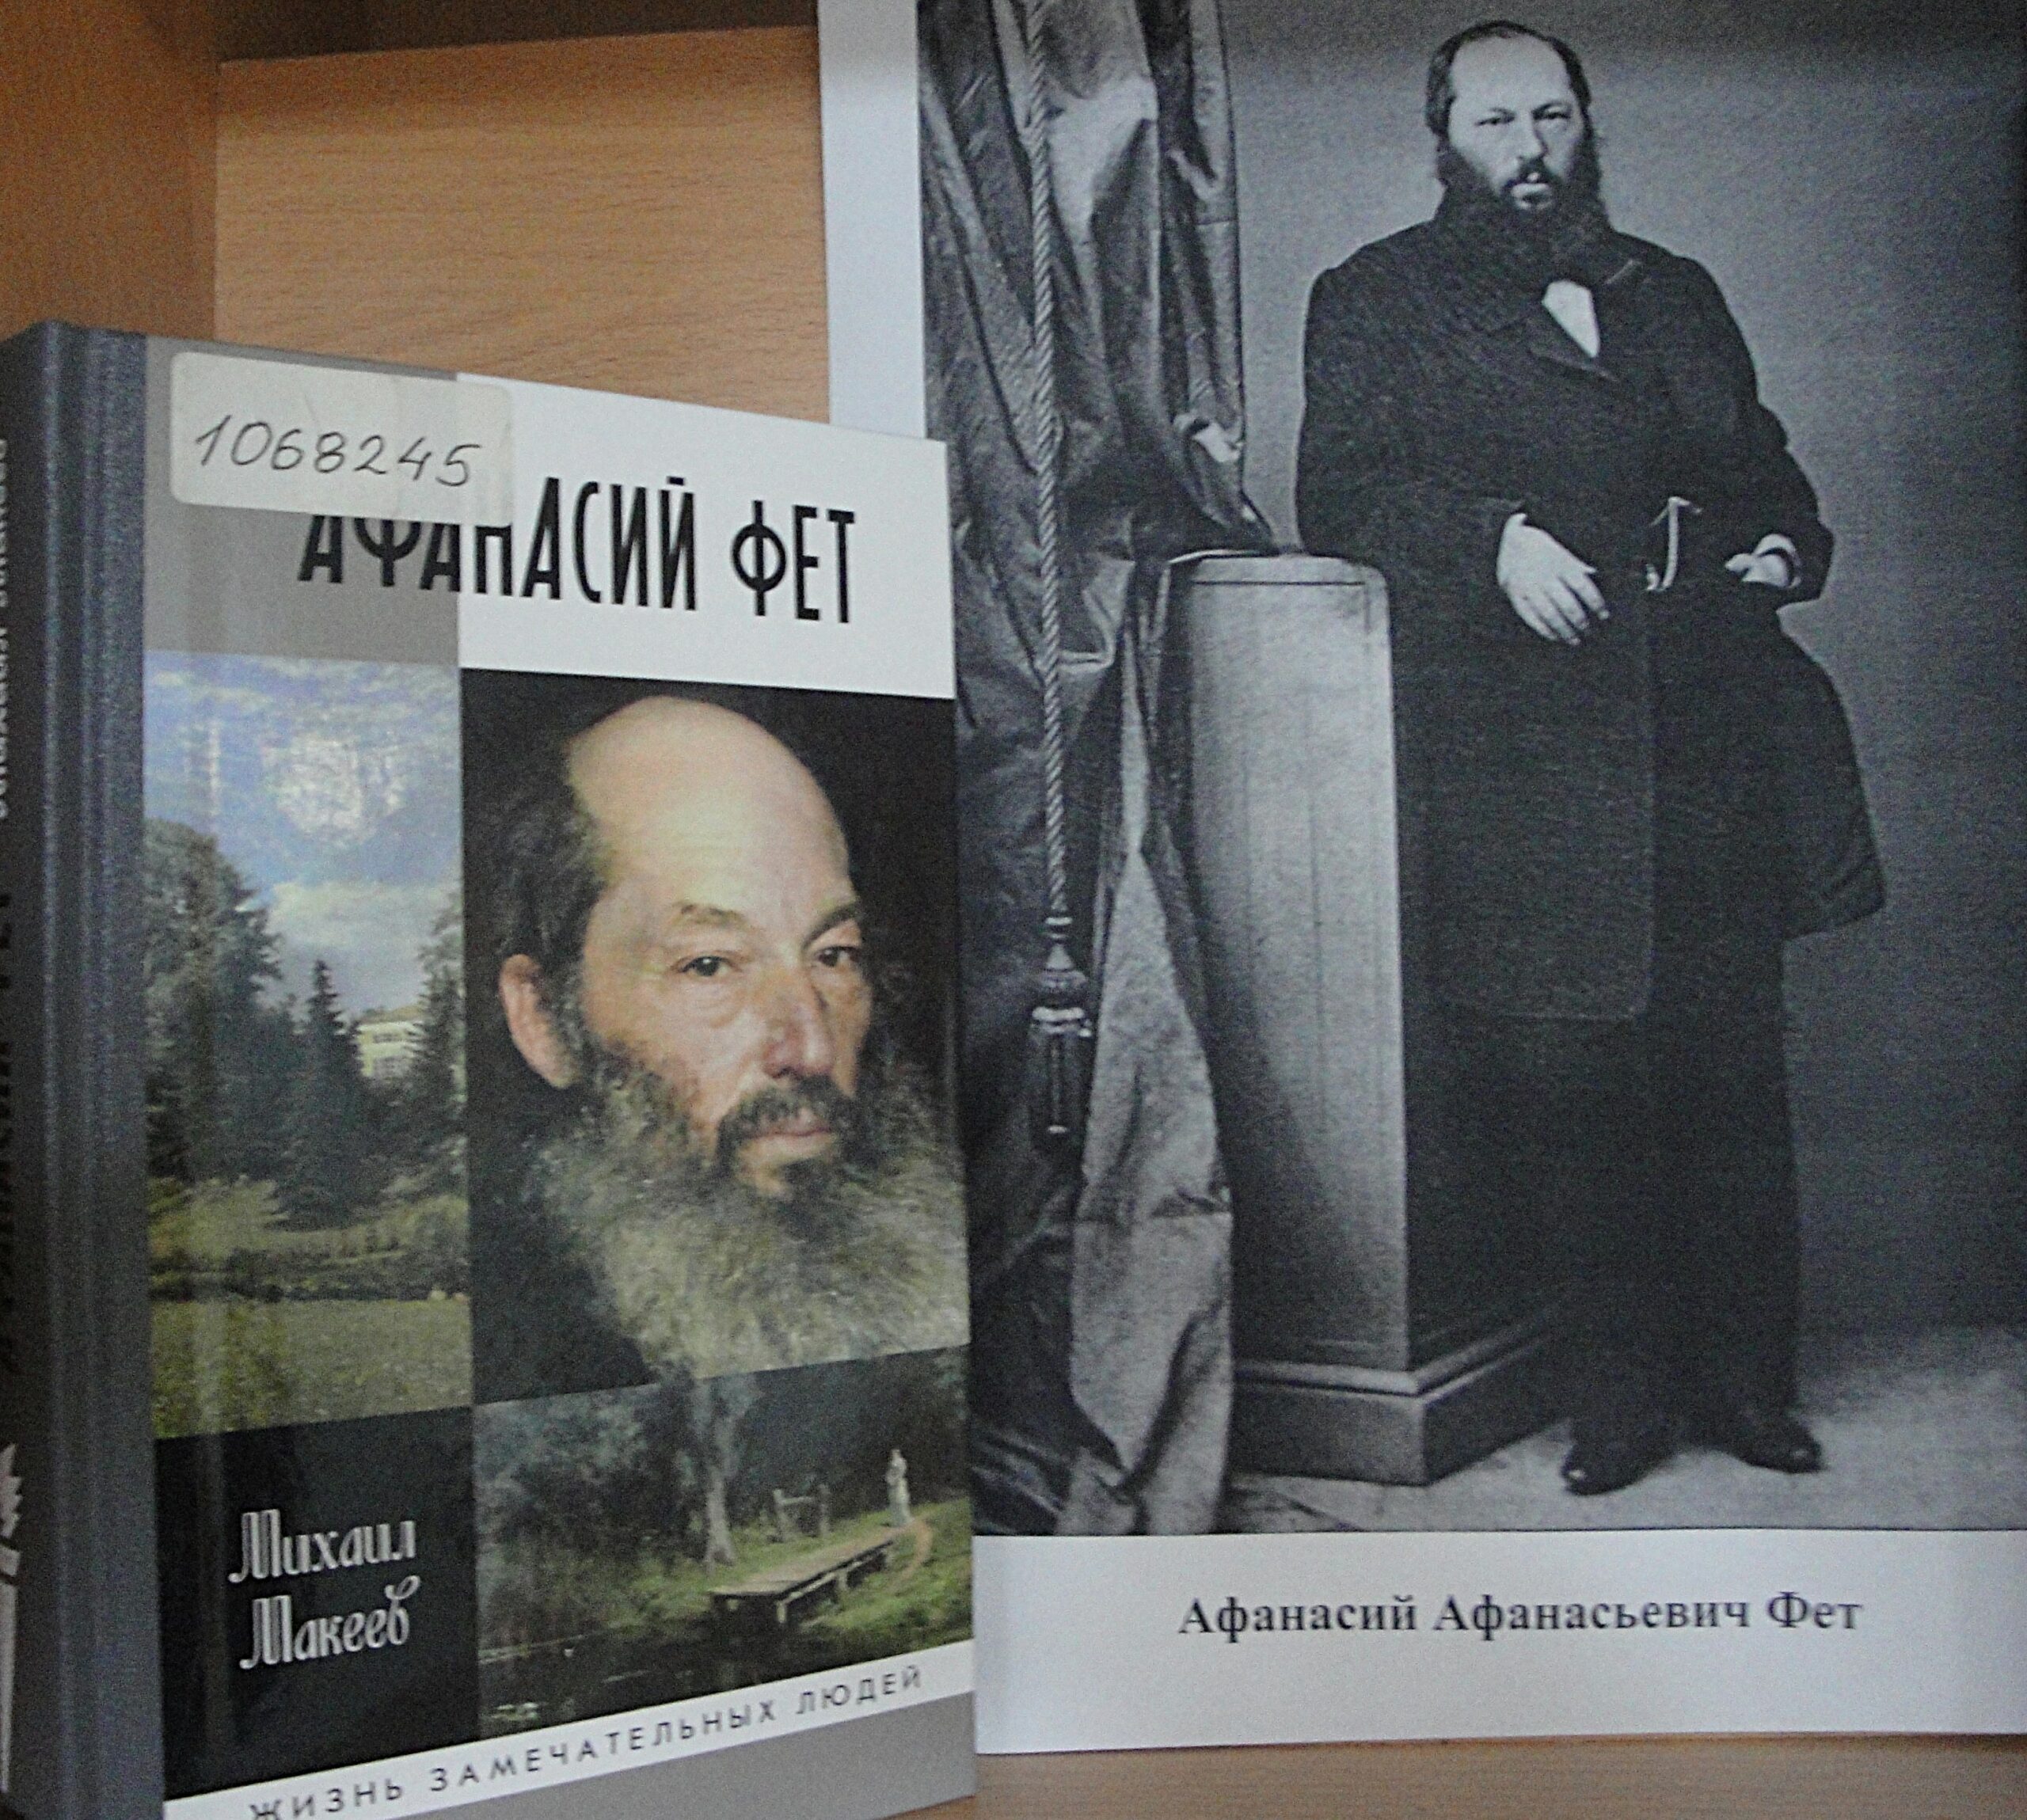 1068245
АФАНАСИЙ ФЕТ
Михаил
Макеев
ЖИЗНЬ ЗАМЕЧАТЕЛЬНЫХ ЛЮДЕЙ
Афанасий Афанасьевич Фет